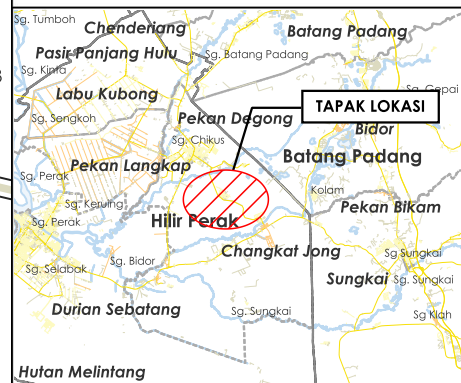 Sg. Tumboh
Chenderiang
Batang Padang
Pasir Panjang Hulu
Sg. Batang Padang
Sg. Kinta
Labu Kubong
Sg. Gepai
TAPAK LOKASI
Sg. Sengkoh
Pekan Degong
Bidor
Sg. Chikus
Batang Padang
Pekan Langkap
Sg. Perak
Kolam
Sg. Kerung
Pekan Bikam
Sg. Perak
Hilir Perak
Changkat Jong
Sg Sungkai
Sg. Bidor
Sg. Selabak
Sungkai
Sg. Sungkai
Durian Sebatang
Sg. Sungkai
Sg Klah
Hutan Melintang